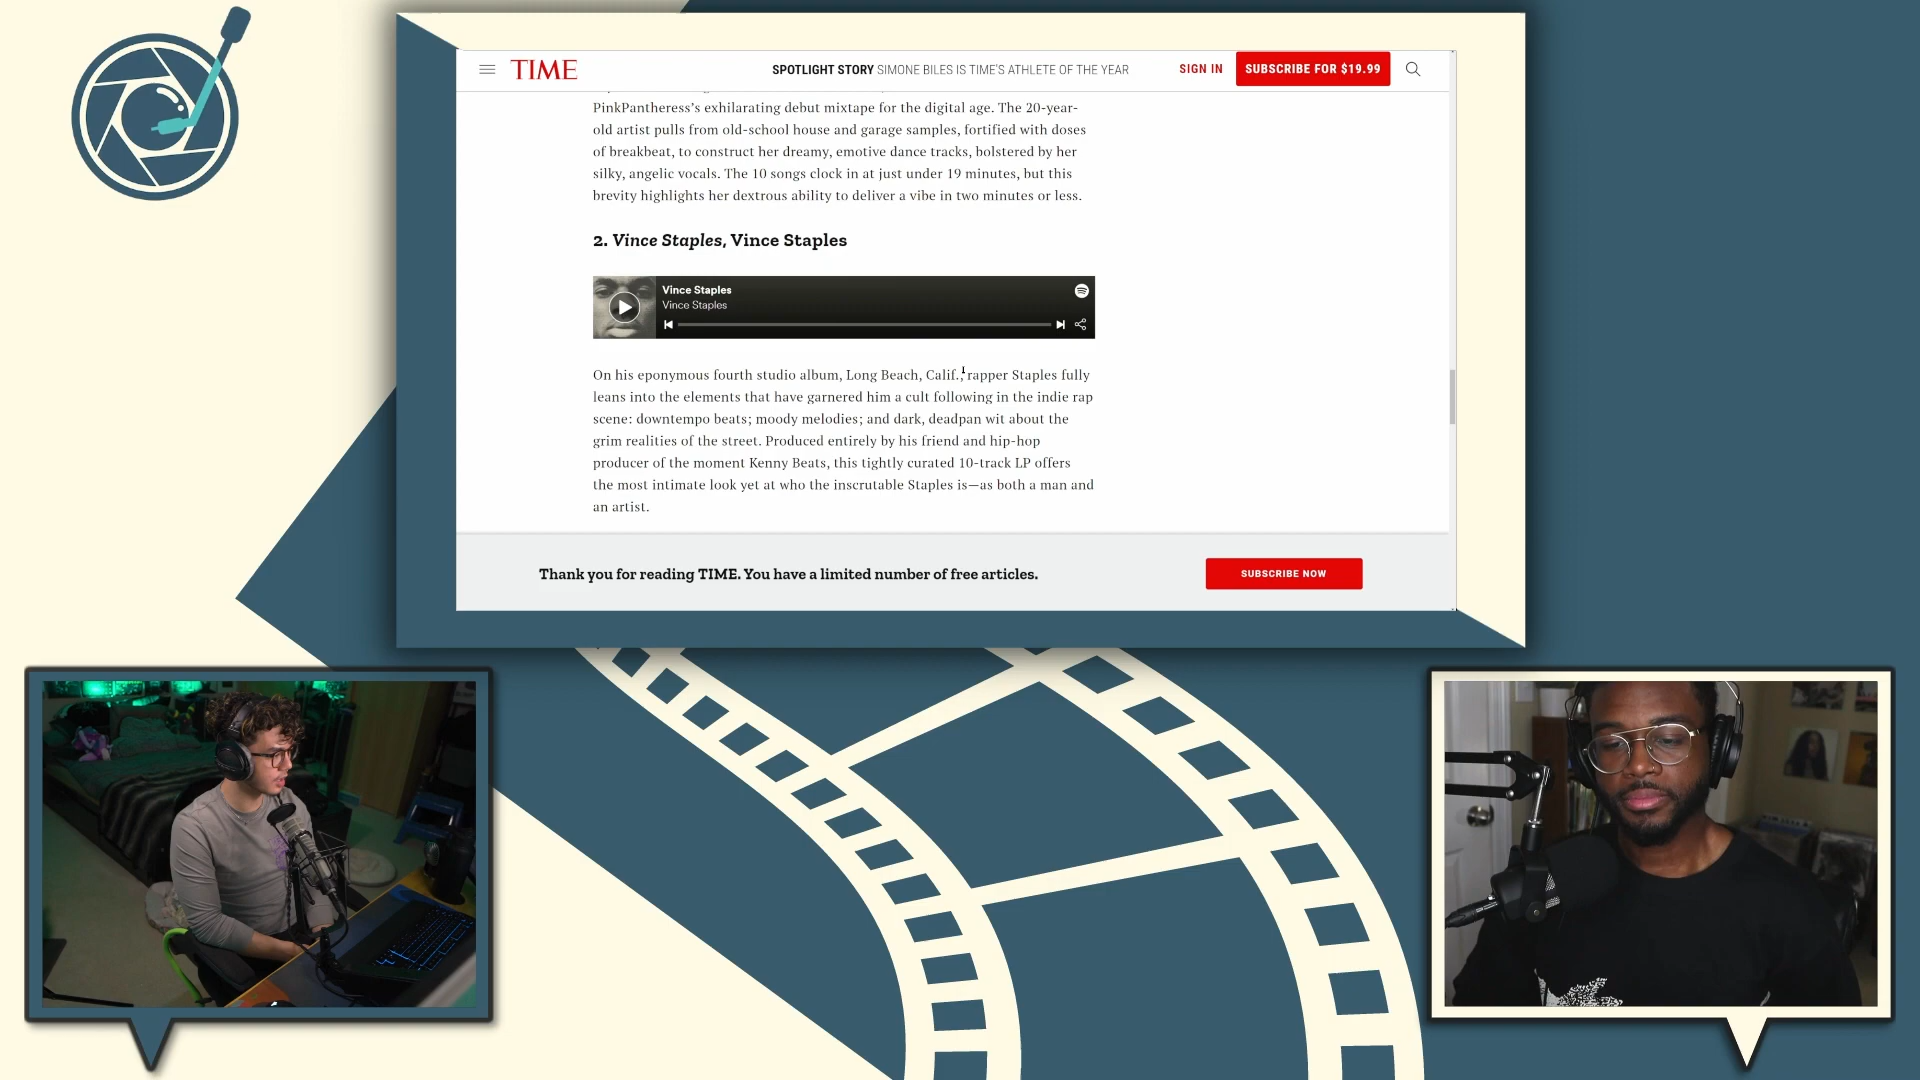 TIME
SPOTLIGHT STORY SIMONE BILES IS TIME'S ATHLETE OF THE YEAR
SIGN IN
SUBSCRIBE FOR $19.99
PinkPantheress's exhilarating debut mixtape for the digital age. The 20-year-
old artist pulls from old-school house and garage samples, fortified with doses
of breakbeat, to construct her dreamy, emotive dance tracks, bolstered by her
silky, angelic vocals. The 10 songs clock in at just under 19 minutes, but this
brevity highlights her dextrous ability to deliver a vibe in two minutes or less.
2. Vince Staples, Vince Staples
Vince Staples
Vince Staples
On his eponymous fourth studio album, Long Beach, Calif., rapper Staples fully
leans into the elements that have garnered him a cult following in the indie rap
scene: downtempo beats; moody melodies; and dark, deadpan wit about the
grim realities of the street. Produced entirely by his friend and hip-hop
producer of the moment Kenny Beats, this tightly curated 10-track LP offers
the most intimate look yet at who the inscrutable Staples is—as both a man and
an artist.
Thank you for reading TIME. You have a limited number of free articles.
SUBSCRIBE NOW